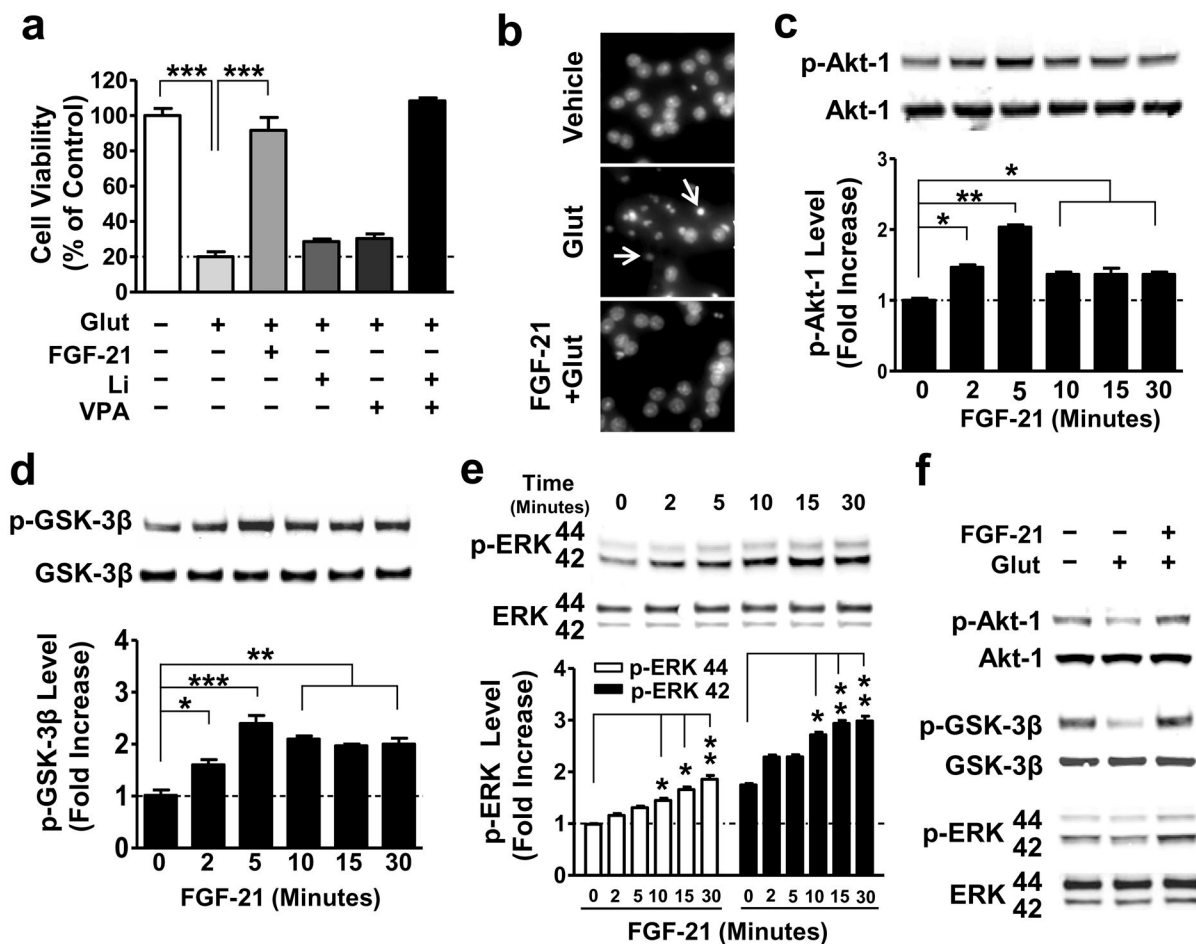 a
*** ***
Cell Viability
(% of Control)
120
100
80
60
40
20
0
Glut − + + + + +
FGF-21 − − + − − −
Li − − − + − +
VPA − − − − + +
b
Vehicle
Glut
FGF-21
+Glut
c
p-Akt-1
Akt-1
p-Akt-1 Level
(Fold Increase)
3
2
1
0
*
**
*
0 2 5 10 15 30
FGF-21 (Minutes)
d
p-GSK-3β
GSK-3β
p-GSK-3β Level
(Fold Increase)
4
3
2
1
0
**
***
*
0 2 5 10 15 30
FGF-21 (Minutes)
e
Time
(Minutes)
0 2 5 10 15 30
p-ERK 44
42
ERK 44
42
p-ERK Level
(Fold Increase)
4
3
2
1
0
p-ERK 44
p-ERK 42
* * **
* ** **
0 2 5 10 15 30 0 2 5 10 15 30
FGF-21 (Minutes)
f
FGF-21 − − +
Glut − + +
p-Akt-1
Akt-1
p-GSK-3β
GSK-3β
p-ERK 44
42
ERK 44
42